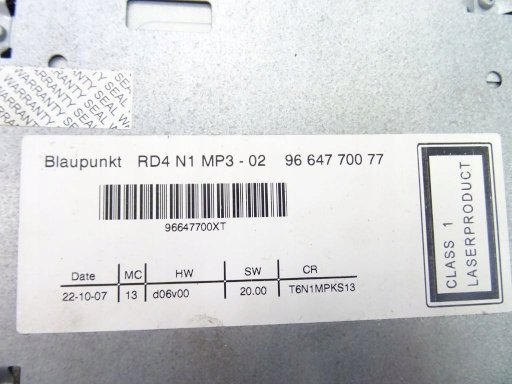 WARRANTY SEAL WARRANTY SEAL
Blaupunkt RD4 N1 MP3 - 02 96 647 700 77
96647700XT
Date MC HW SW CR
22-10-07 13 d06v00 20.00 T6N1MPKS13
CLASS 1
LASERPRODUCT